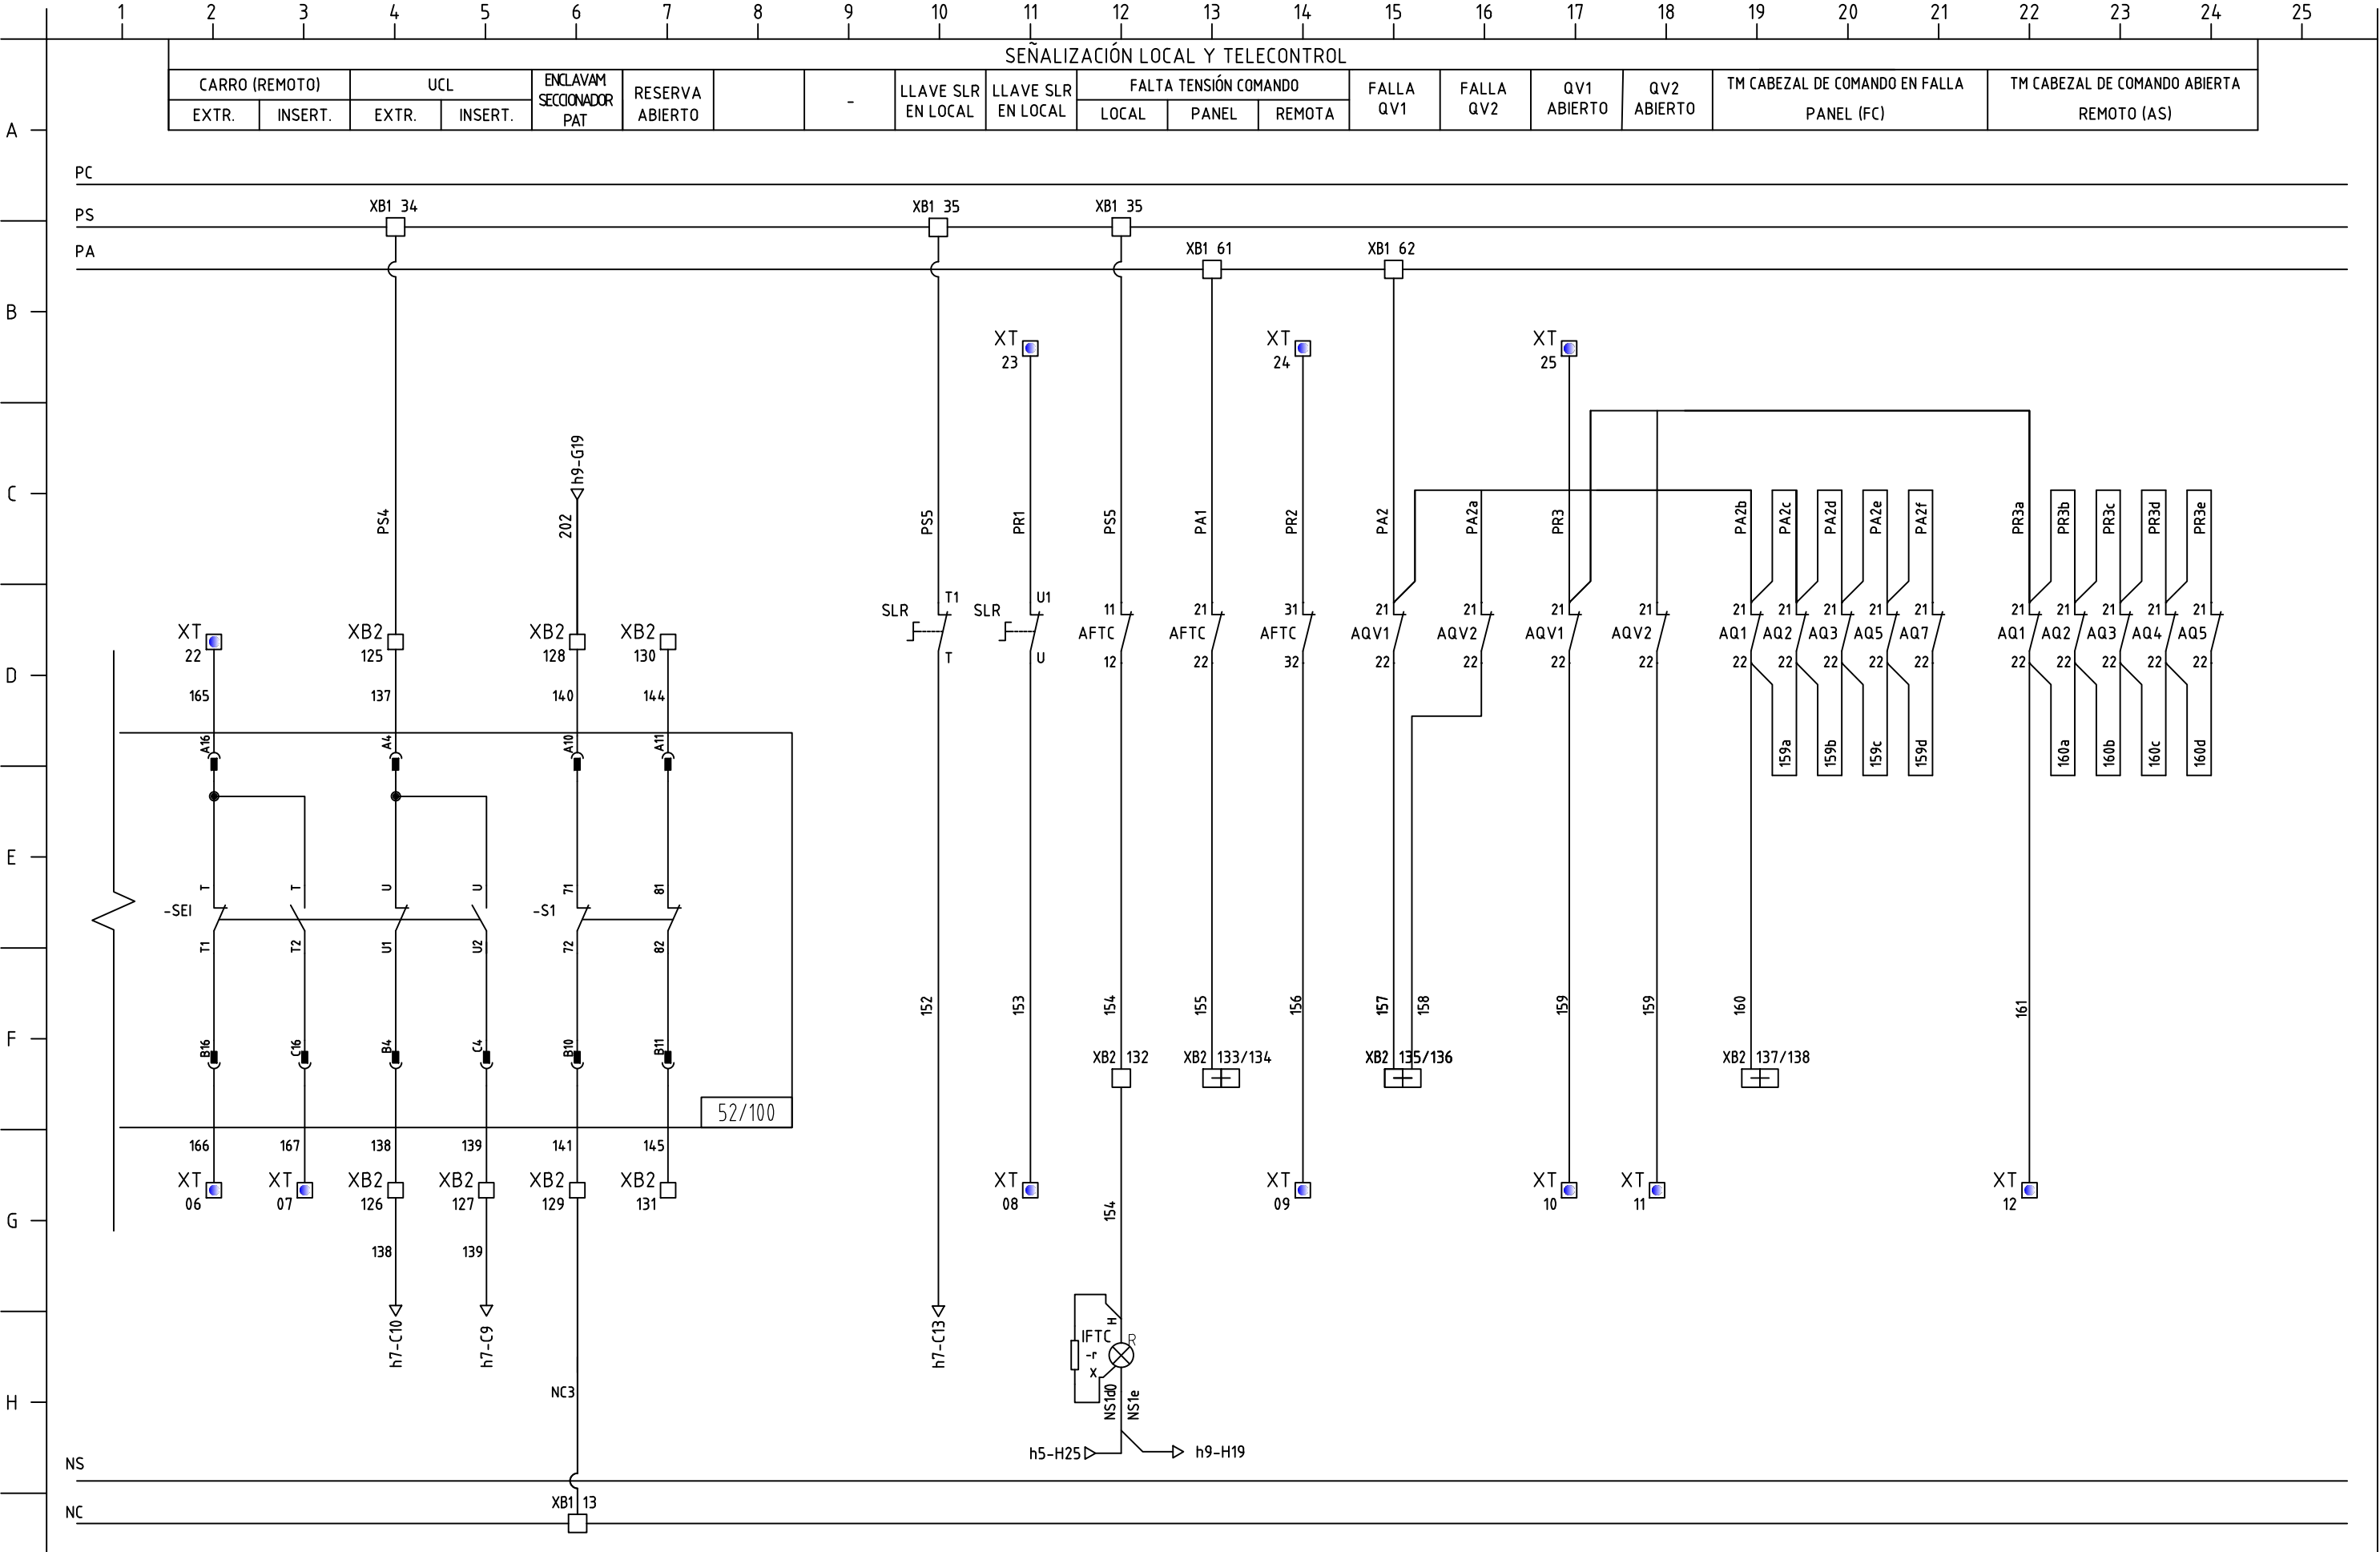 1 2 3 4 5 6 7 8 9 10 11 12 13 14 15 16 17 18 19 20 21 22 23 24 25
SEÑALIZACIÓN LOCAL Y TELECONTROL
CARRO (REMOTO)
EXTR. INSERT.
UCL
EXTR. INSERT.
ENCLAVAM
SECCIONADOR
PAT
RESERVA
ABIERTO
-
LLAVE SLR
EN LOCAL
LLAVE SLR
EN LOCAL
FALTA TENSIÓN COMANDO
LOCAL PANEL REMOTA
FALLA
QV1
FALLA
QV2
QV1
ABIERTO
QV2
ABIERTO
TM CABEZAL DE COMANDO EN FALLA
PANEL (FC)
TM CABEZAL DE COMANDO ABIERTA
REMOTO (AS)
A
PC
XB1 34 XB1 35 XB1 35
PS
PA
XB1 61 XB1 62
B
XT 23
XT 24
XT 25
h9-G19
C
PS4 202 PS5 PR1 PS5 PA1 PR2 PA2 PA2a PR3 PA2b PA2c PA2d PA2e PA2f PR3a PR3b PR3c PR3d PR3e
T1 U1 11 21 31 21 21 21 21 21 21 21 21 21 21 21 21 21 21
SLR SLR AFTC AFTC AFTC AQV1 AQV2 AQV1 AQV2 AQ1 AQ2 AQ3 AQ5 AQ7 AQ1 AQ2 AQ3 AQ4 AQ5
T U 12 22 32 22 22 22 22 22 22 22 22 22 22 22 22 22 22
XT XB2 XB2 XB2
22 125 128 130
D
165 137 140 144
A16 A4 A10 A11
159a 159b 159c 159d 160a 160b 160c 160d
E
T T U U 71 81
-SEI -S1
T1 T2 U1 U2 72 82
152 153 154 155 156 157 158 159 159 160 161
F
B16 C16 B4 C4 B10 B11
XB2 132 XB2 133/134 XB2 135/136 XB2 137/138
52/100
166 167 138 139 141 145
XT XT XB2 XB2 XB2 XB2 XT XT XT XT XT
06 07 126 127 129 131 08 09 10 11 12
G
154
138 139
h7-C10 h7-C9 h7-C13
H
IFTC R
-r
X
H
NC3
NS1d0 NS1e
h5-H25 h9-H19
NS
XB1 13
NC